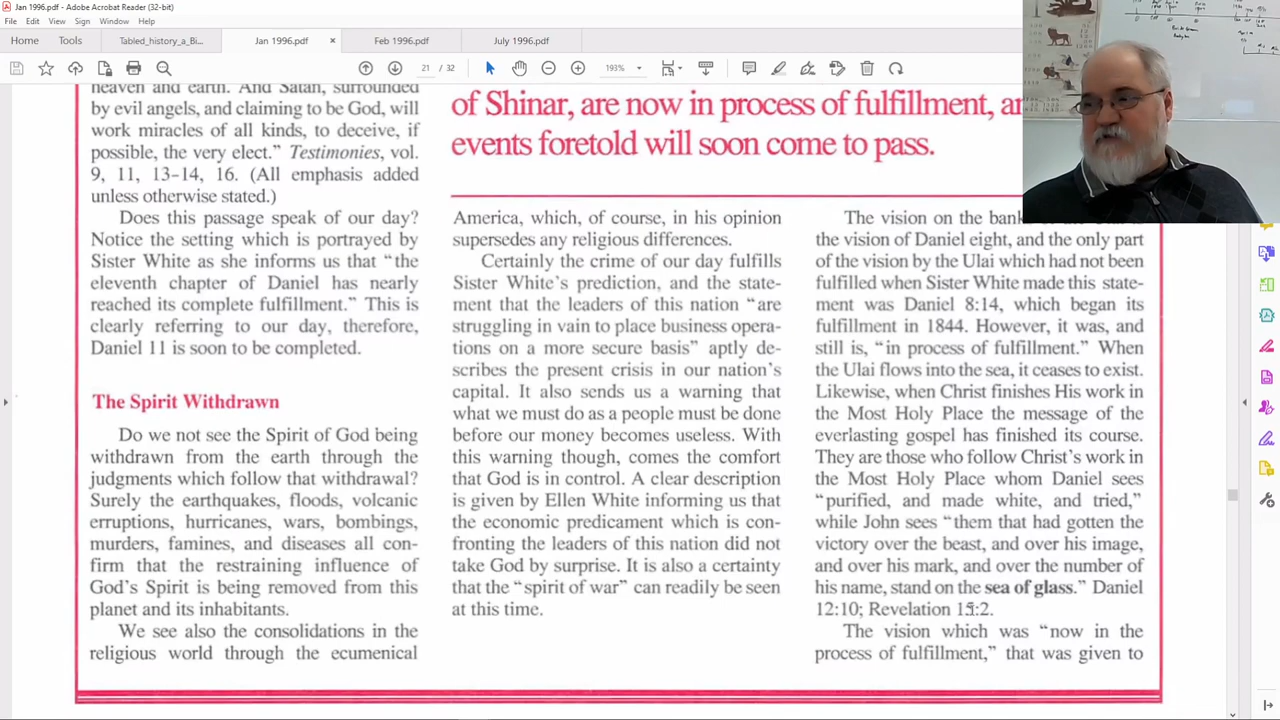 Jan 1996.pdf - Adobe Acrobat Reader (32-bit)
File Edit View Sign Window Help
Home Tools Tabled_history_a_Bi... Jan 1996.pdf × Feb 1996.pdf July 1996.pdf
21 / 32 193%
heaven and earth. And Satan, surrounded
by evil angels, and claiming to be God, will
work miracles of all kinds, to deceive, if
possible, the very elect." Testimonies, vol.
9, 11, 13–14, 16. (All emphasis added
unless otherwise stated.)
Does this passage speak of our day?
Notice the setting which is portrayed by
Sister White as she informs us that "the
eleventh chapter of Daniel has nearly
reached its complete fulfillment." This is
clearly referring to our day, therefore,
Daniel 11 is soon to be completed.
The Spirit Withdrawn
Do we not see the Spirit of God being
withdrawn from the earth through the
judgments which follow that withdrawal?
Surely the earthquakes, floods, volcanic
erruptions, hurricanes, wars, bombings,
murders, famines, and diseases all con-
firm that the restraining influence of
God's Spirit is being removed from this
planet and its inhabitants.
We see also the consolidations in the
religious world through the ecumenical
of Shinar, are now in process of fulfillment, an
events foretold will soon come to pass.
America, which, of course, in his opinion
supersedes any religious differences.
Certainly the crime of our day fulfills
Sister White's prediction, and the state-
ment that the leaders of this nation "are
struggling in vain to place business opera-
tions on a more secure basis" aptly de-
scribes the present crisis in our nation's
capital. It also sends us a warning that
what we must do as a people must be done
before our money becomes useless. With
this warning though, comes the comfort
that God is in control. A clear description
is given by Ellen White informing us that
the economic predicament which is con-
fronting the leaders of this nation did not
take God by surprise. It is also a certainty
that the "spirit of war" can readily be seen
at this time.
The vision on the bank
the vision of Daniel eight, and the only part
of the vision by the Ulai which had not been
fulfilled when Sister White made this state-
ment was Daniel 8:14, which began its
fulfillment in 1844. However, it was, and
still is, "in process of fulfillment." When
the Ulai flows into the sea, it ceases to exist.
Likewise, when Christ finishes His work in
the Most Holy Place the message of the
everlasting gospel has finished its course.
They are those who follow Christ's work in
the Most Holy Place whom Daniel sees
"purified, and made white, and tried,"
while John sees "them that had gotten the
victory over the beast, and over his image,
and over his mark, and over the number of
his name, stand on the sea of glass." Daniel
12:10; Revelation 15:2.
The vision which was "now in the
process of fulfillment," that was given to